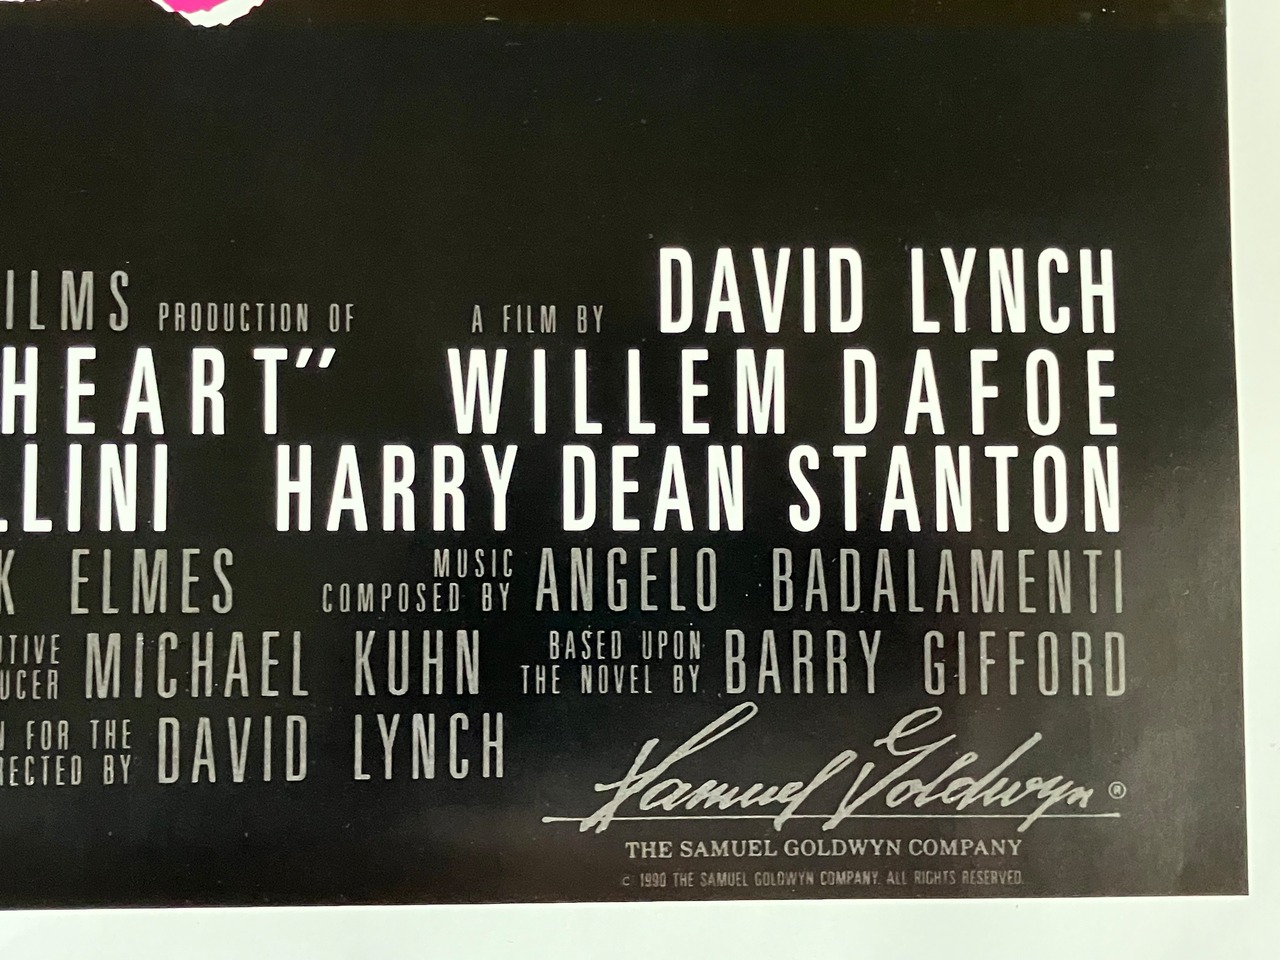 ILMS PRODUCTION OF A FILM BY DAVID LYNCH
HEART" WILLEM DAFOE
LLINI HARRY DEAN STANTON
K ELMES MUSIC COMPOSED BY ANGELO BADALAMENTI
UTIVE UCER MICHAEL KUHN BASED UPON THE NOVEL BY BARRY GIFFORD
N FOR THE RECTED BY DAVID LYNCH
Samuel Goldwyn ®
THE SAMUEL GOLDWYN COMPANY
© 1990 THE SAMUEL GOLDWYN COMPANY. ALL RIGHTS RESERVED.